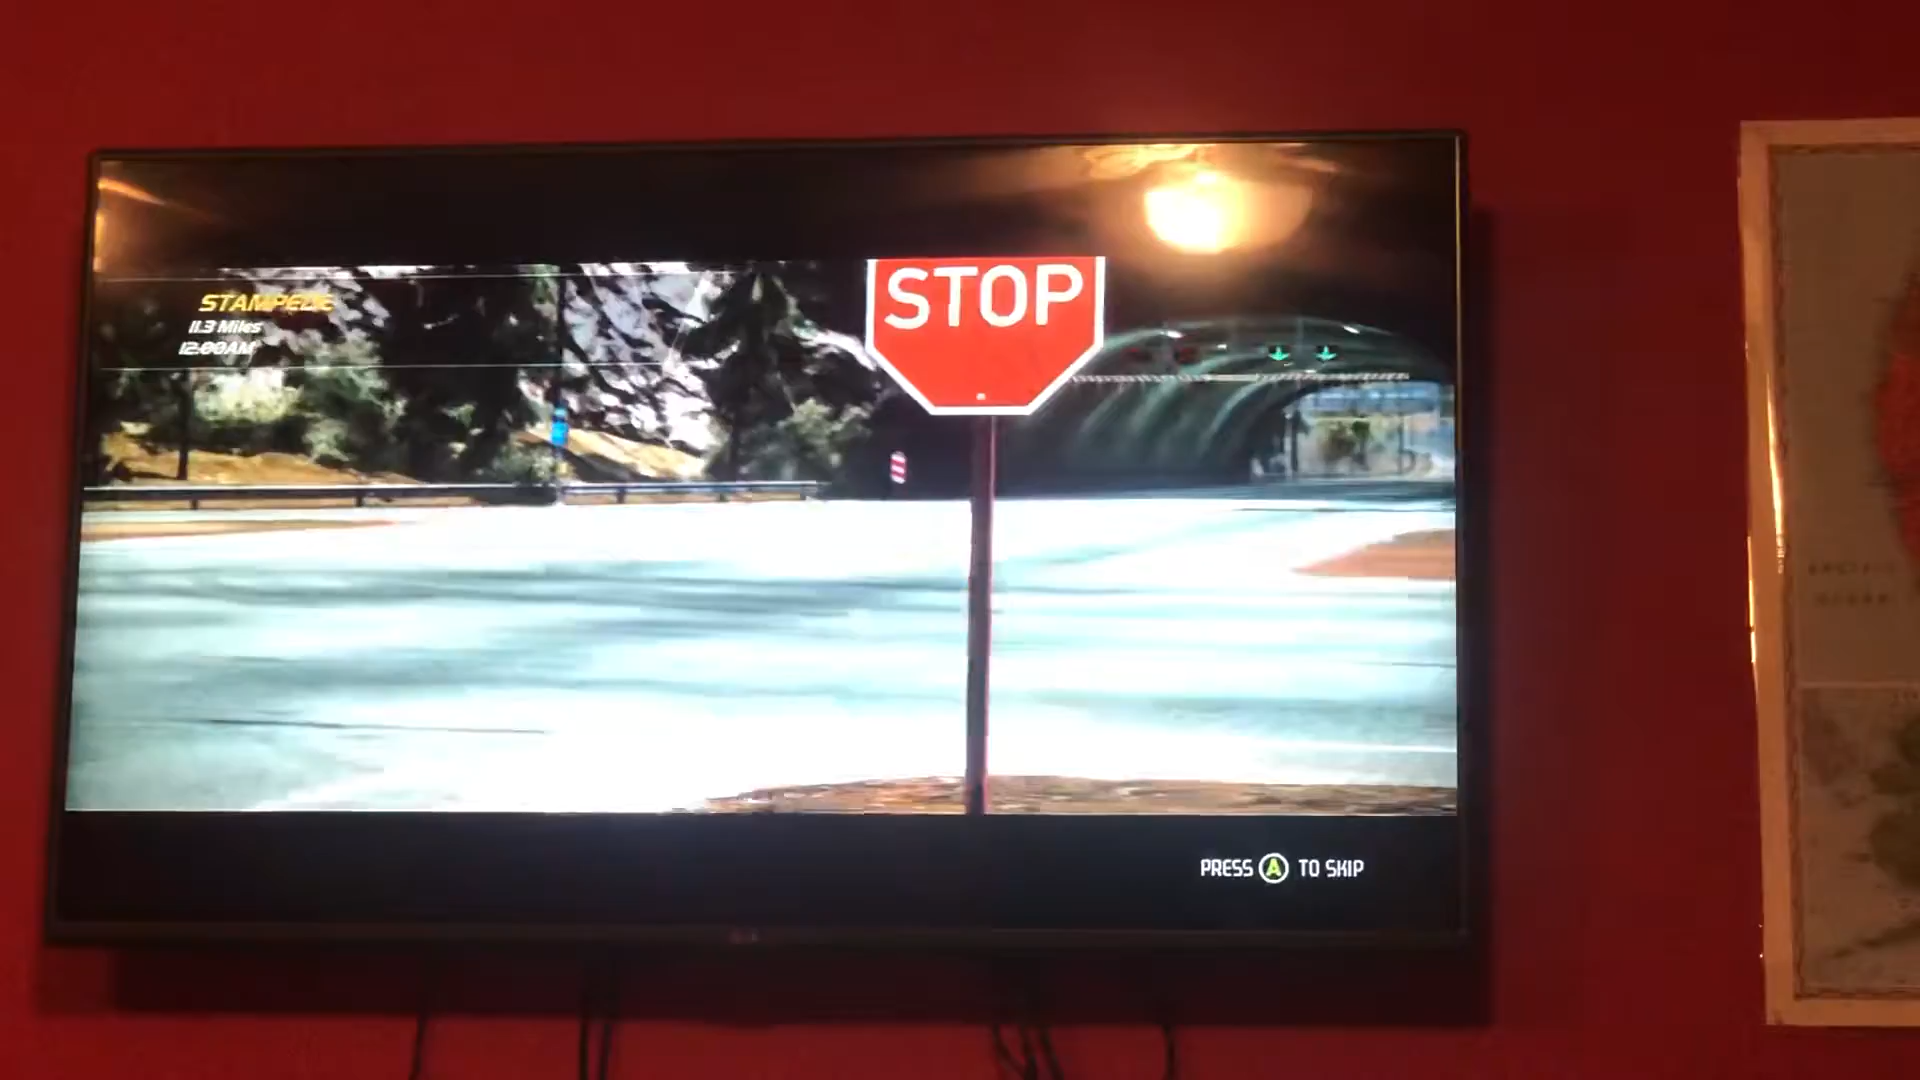 STAMPEDE
11.3 Miles
12:00AM
STOP
PRESS A TO SKIP